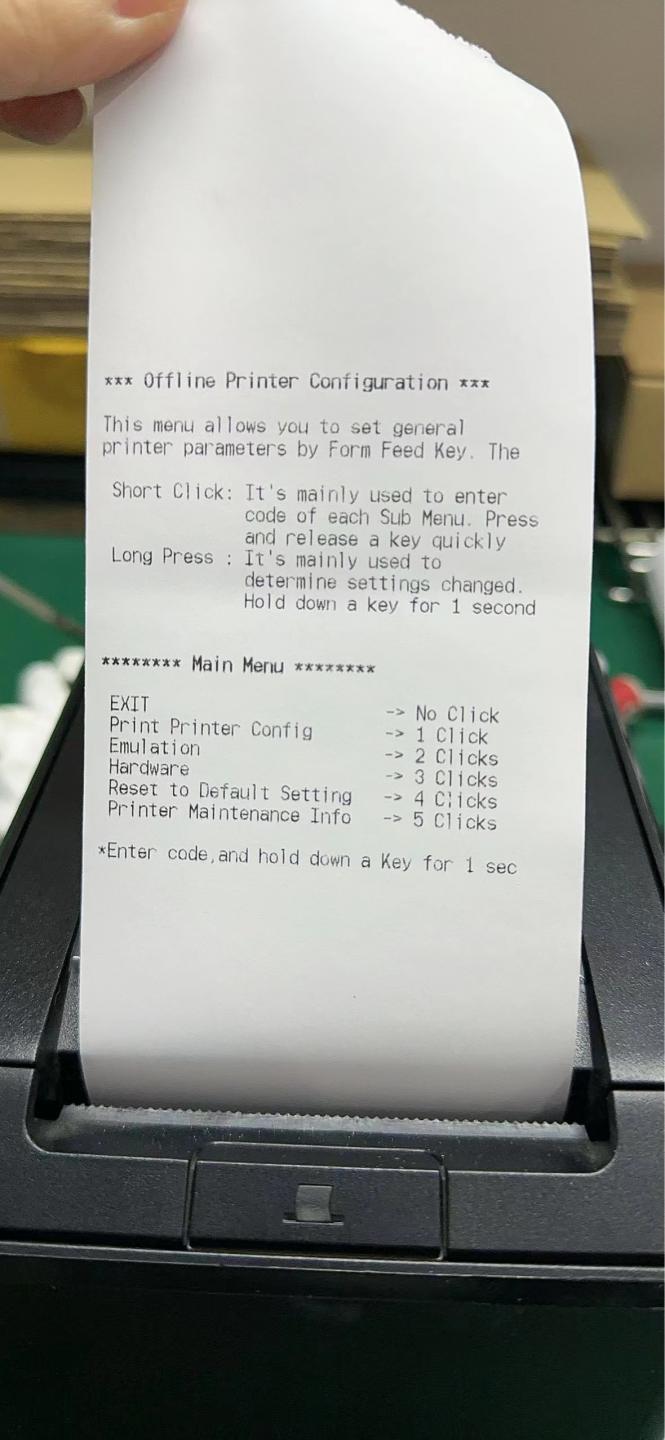 *** Offline Printer Configuration ***
This menu allows you to set general
printer parameters by Form Feed Key. The
Short Click: It's mainly used to enter
code of each Sub Menu. Press
and release a key quickly
Long Press : It's mainly used to
determine settings changed.
Hold down a key for 1 second
******** Main Menu ********
EXIT -> No Click
Print Printer Config -> 1 Click
Emulation -> 2 Clicks
Hardware -> 3 Clicks
Reset to Default Setting -> 4 Clicks
Printer Maintenance Info -> 5 Clicks
*Enter code,and hold down a Key for 1 sec